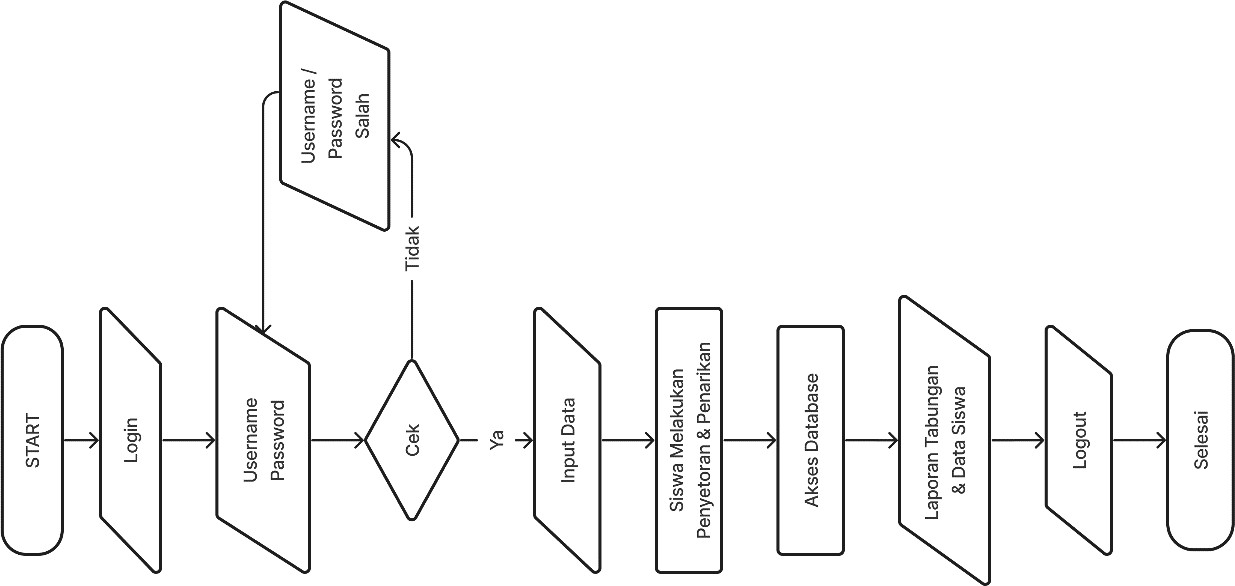 START
Login
Username
Password
Cek
Tidak
Username /
Password
Salah
Ya
Input Data
Siswa Melakukan
Penyetoran & Penarikan
Akses Database
Laporan Tabungan
& Data Siswa
Logout
Selesai